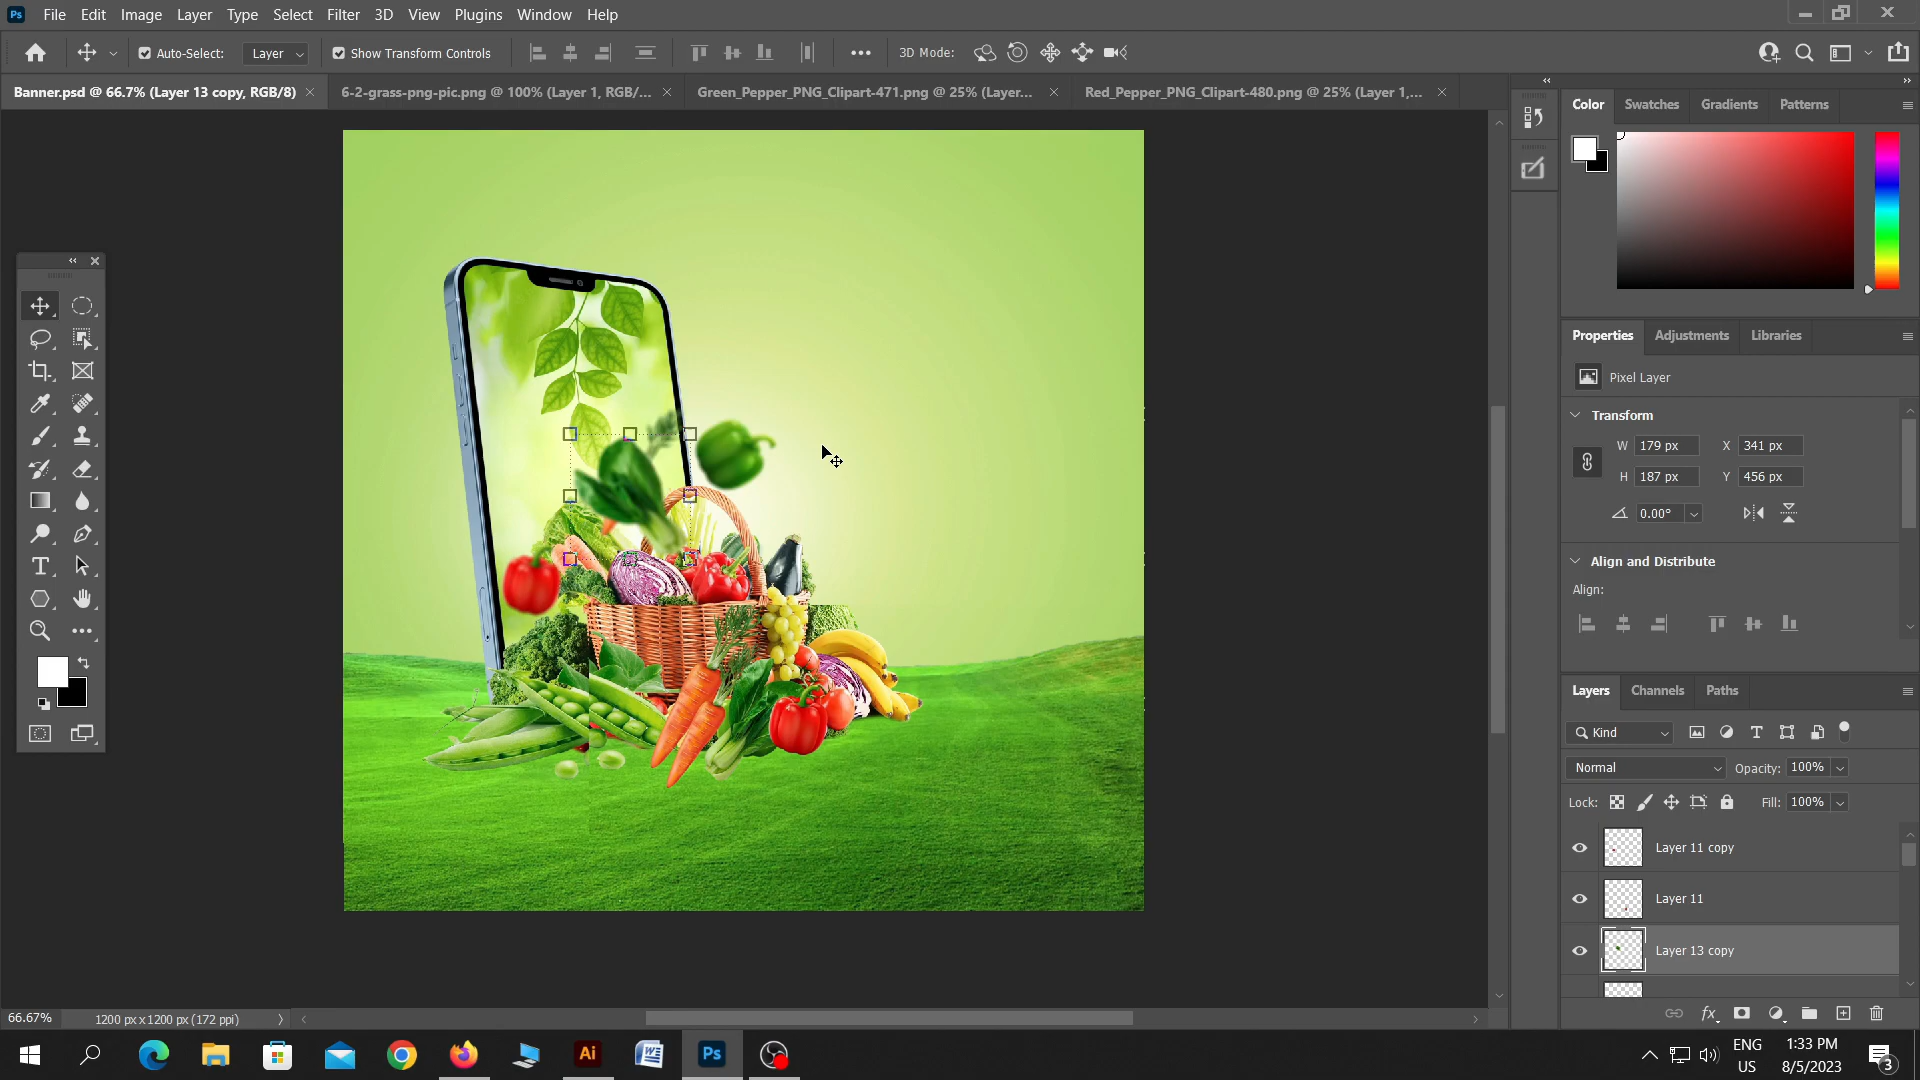 Ps File Edit Image Layer Type Select Filter 3D View Plugins Window Help
Auto-Select: Layer Show Transform Controls 3D Mode:
Banner.psd @ 66.7% (Layer 13 copy, RGB/8) 6-2-grass-png-pic.png @ 100% (Layer 1, RGB/... Green_Pepper_PNG_Clipart-471.png @ 25% (Layer... Red_Pepper_PNG_Clipart-480.png @ 25% (Layer 1,...
Color Swatches Gradients Patterns
Properties Adjustments Libraries
Pixel Layer
Transform
W 179 px X 341 px
H 187 px Y 456 px
0.00°
Align and Distribute
Align:
Layers Channels Paths
Kind
Normal Opacity: 100%
Lock: Fill: 100%
Layer 11 copy
Layer 11
Layer 13 copy
fx
66.67% 1200 px x 1200 px (172 ppi)
Ai Ps
ENG
US
1:33 PM
8/5/2023
3